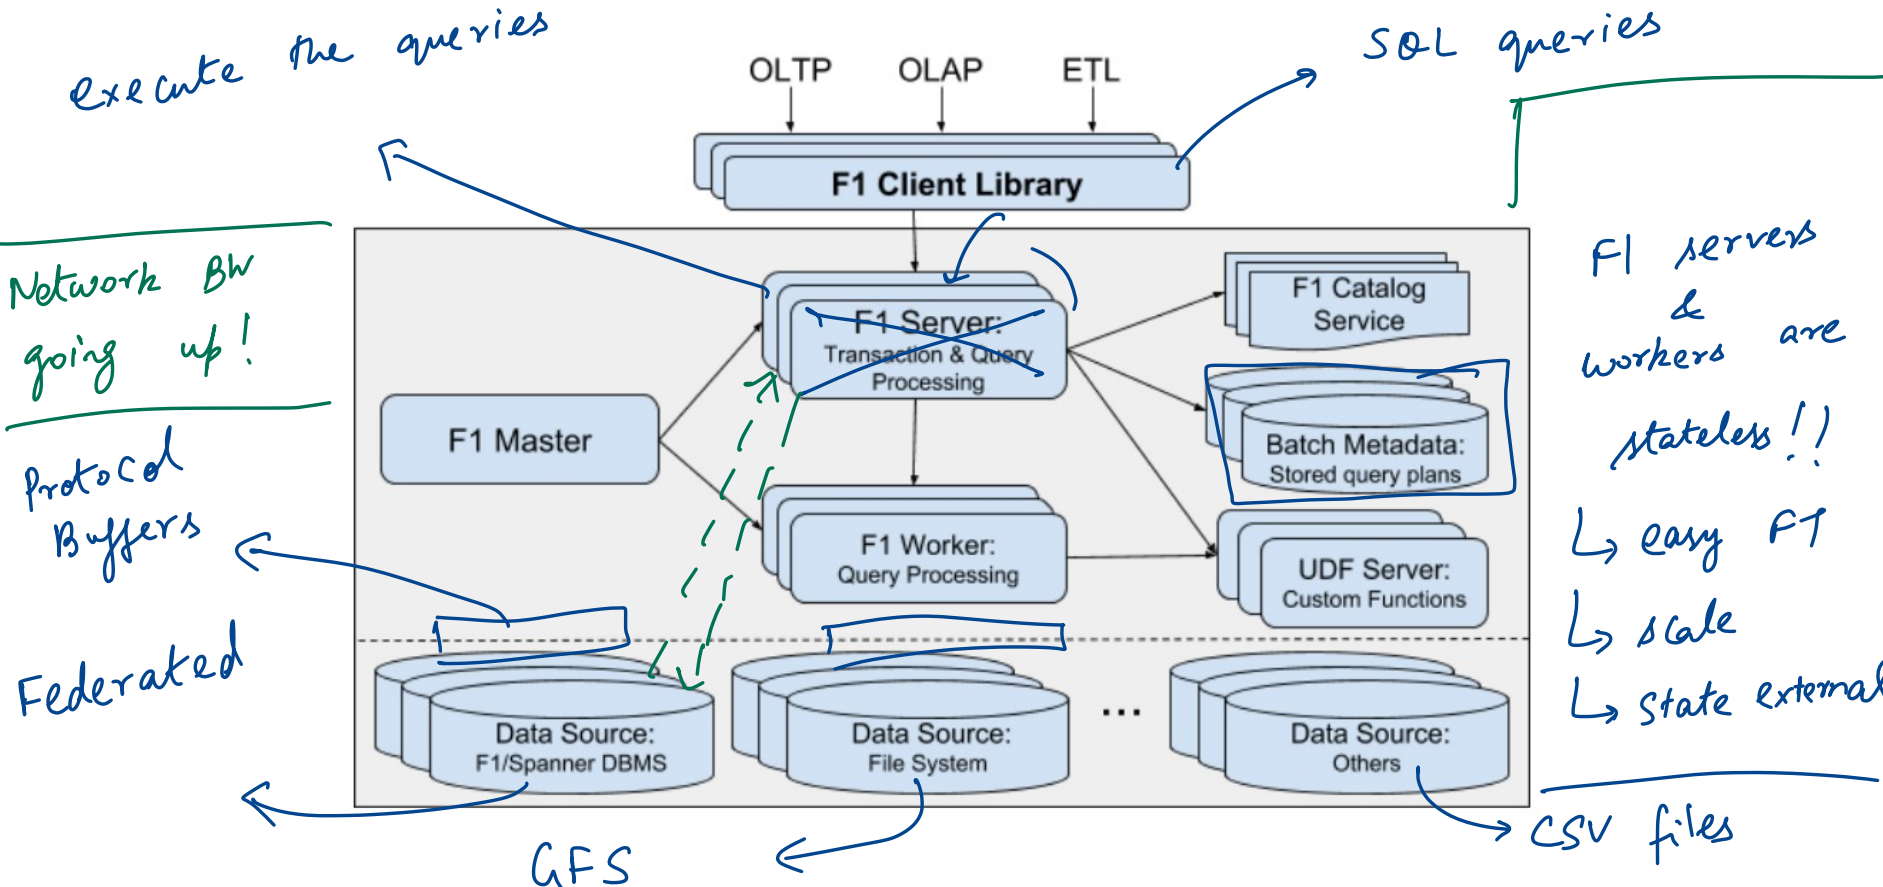 execute the queries
SQL queries
OLTP OLAP ETL
F1 Client Library
Network BW
going up!
F1 Server:
Transaction & Query
Processing
F1 Catalog
Service
F1 servers
&
workers are
stateless!!
F1 Master
Batch Metadata:
Stored query plans
Protocol
Buffers
F1 Worker:
Query Processing
UDF Server:
Custom Functions
↳ easy FT
↳ scale
↳ state external
Federated
Data Source:
F1/Spanner DBMS
Data Source:
File System
...
Data Source:
Others
GFS
CSV files